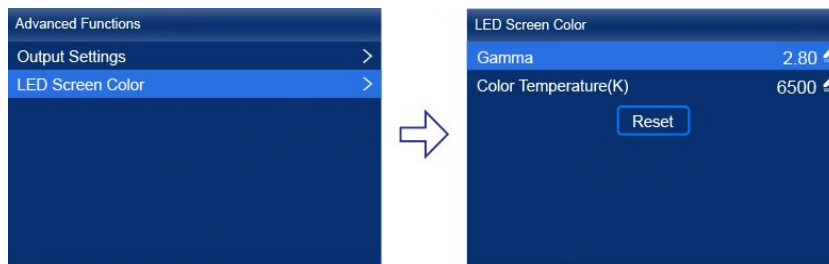 Advanced Functions
Output Settings
LED Screen Color
LED Screen Color
Gamma 2.80
Color Temperature(K) 6500
Reset